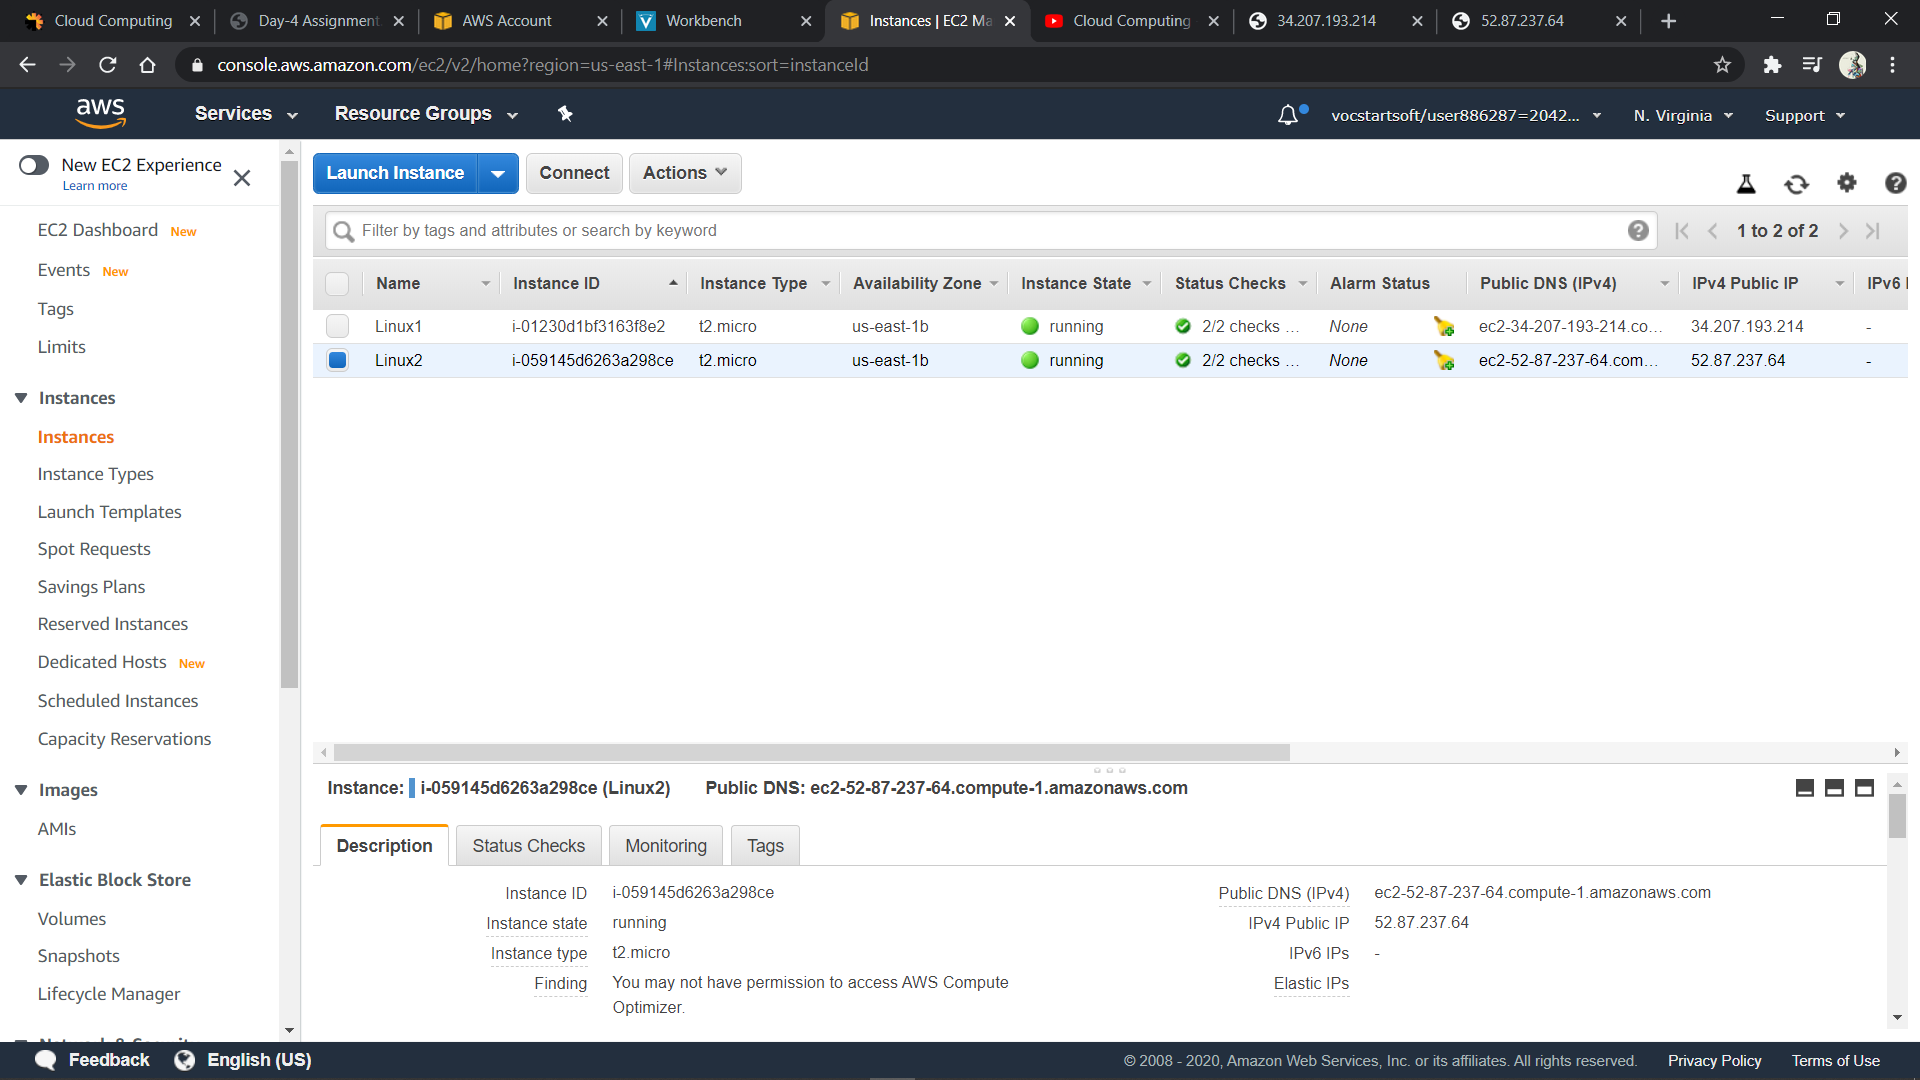 Cloud Computing
Day-4 Assignment
AWS Account
Workbench
Instances | EC2 Ma
Cloud Computing
34.207.193.214
52.87.237.64
console.aws.amazon.com/ec2/v2/home?region=us-east-1#Instances:sort=instanceId
aws
Services
Resource Groups
vocstartsoft/user886287=2042...
N. Virginia
Support
New EC2 Experience
Learn more
EC2 Dashboard New
Events New
Tags
Limits
Instances
Instances
Instance Types
Launch Templates
Spot Requests
Savings Plans
Reserved Instances
Dedicated Hosts New
Scheduled Instances
Capacity Reservations
Images
AMIs
Elastic Block Store
Volumes
Snapshots
Lifecycle Manager
Launch Instance
Connect
Actions
Filter by tags and attributes or search by keyword
1 to 2 of 2
Name Instance ID Instance Type Availability Zone Instance State Status Checks Alarm Status Public DNS (IPv4) IPv4 Public IP IPv6
Linux1 i-01230d1bf3163f8e2 t2.micro us-east-1b running 2/2 checks ... None ec2-34-207-193-214.co... 34.207.193.214 -
Linux2 i-059145d6263a298ce t2.micro us-east-1b running 2/2 checks ... None ec2-52-87-237-64.com... 52.87.237.64 -
Instance: i-059145d6263a298ce (Linux2) Public DNS: ec2-52-87-237-64.compute-1.amazonaws.com
Description
Status Checks
Monitoring
Tags
Instance ID i-059145d6263a298ce
Instance state running
Instance type t2.micro
Finding You may not have permission to access AWS Compute
Optimizer.
Public DNS (IPv4) ec2-52-87-237-64.compute-1.amazonaws.com
IPv4 Public IP 52.87.237.64
IPv6 IPs -
Elastic IPs
Feedback
English (US)
© 2008 - 2020, Amazon Web Services, Inc. or its affiliates. All rights reserved.
Privacy Policy
Terms of Use